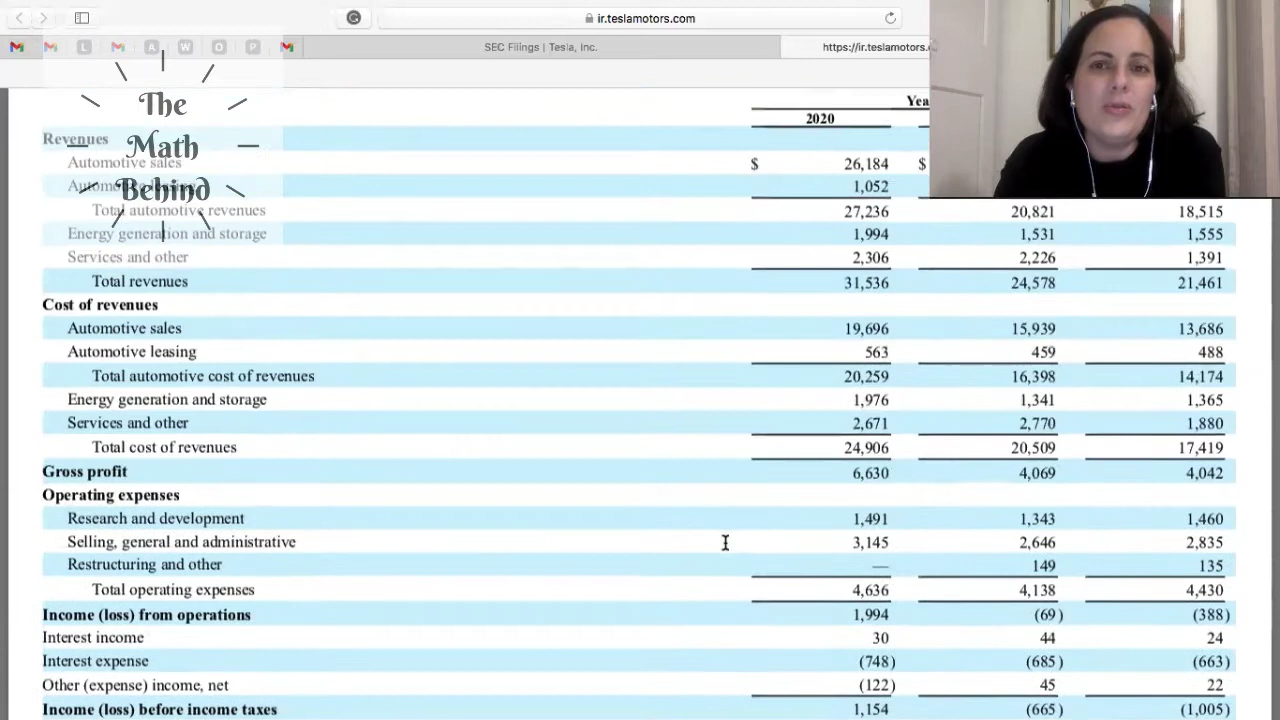 ir.teslamotors.com
L A W O P SEC Filings | Tesla, Inc. https://ir.teslamotors.c
The
Math
Behind
Yea
2020
Revenues
Automotive sales $ 26,184 $
1,052
Total automotive revenues 27,236 20,821 18,515
Energy generation and storage 1,994 1,531 1,555
Services and other 2,306 2,226 1,391
Total revenues 31,536 24,578 21,461
Cost of revenues
Automotive sales 19,696 15,939 13,686
Automotive leasing 563 459 488
Total automotive cost of revenues 20,259 16,398 14,174
Energy generation and storage 1,976 1,341 1,365
Services and other 2,671 2,770 1,880
Total cost of revenues 24,906 20,509 17,419
Gross profit 6,630 4,069 4,042
Operating expenses
Research and development 1,491 1,343 1,460
Selling, general and administrative 3,145 2,646 2,835
Restructuring and other — 149 135
Total operating expenses 4,636 4,138 4,430
Income (loss) from operations 1,994 (69) (388)
Interest income 30 44 24
Interest expense (748) (685) (663)
Other (expense) income, net (122) 45 22
Income (loss) before income taxes 1,154 (665) (1,005)